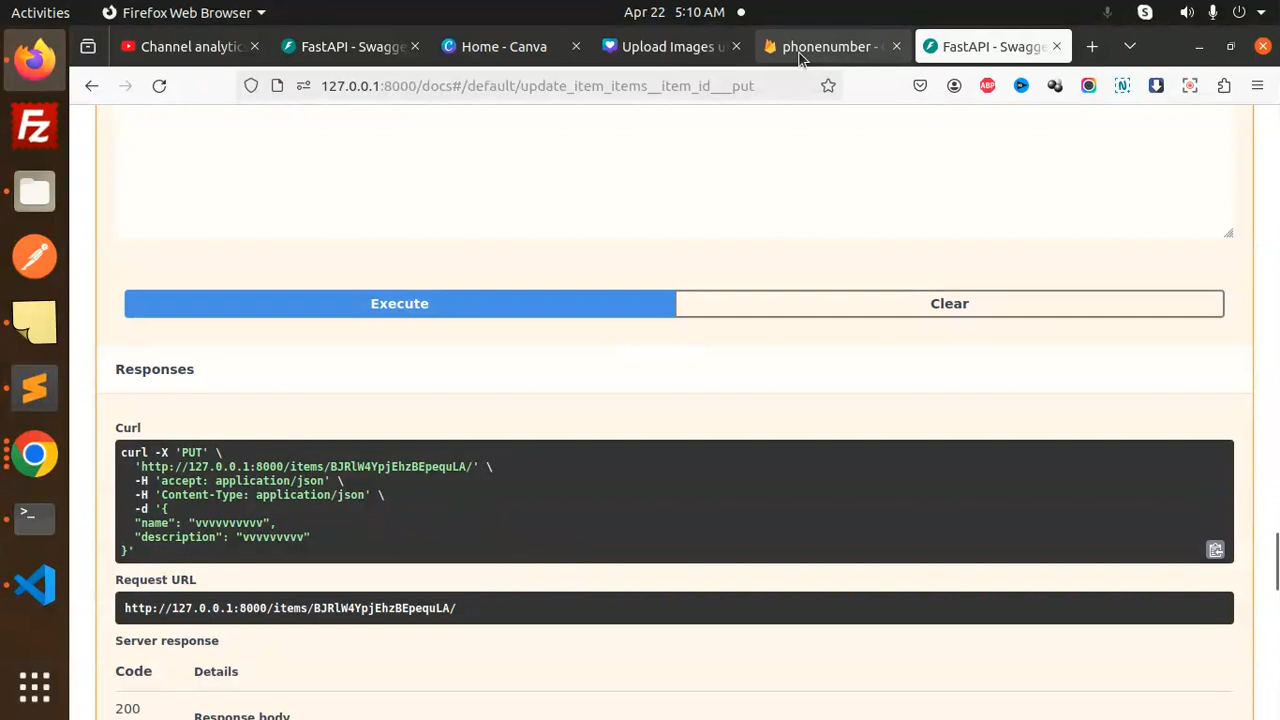 Activities
Firefox Web Browser
Apr 22 5:10 AM
Channel analytic
FastAPI - Swagge
Home - Canva
Upload Images u
phonenumber -
FastAPI - Swagge
127.0.0.1:8000/docs#/default/update_item_items__item_id___put
Execute
Clear
Responses
Curl
curl -X 'PUT' \
'http://127.0.0.1:8000/items/BJRlW4YpjEhzBEpequLA/' \
-H 'accept: application/json' \
-H 'Content-Type: application/json' \
-d '{
"name": "vvvvvvvvvv",
"description": "vvvvvvvvv"
}'
Request URL
http://127.0.0.1:8000/items/BJRlW4YpjEhzBEpequLA/
Server response
Code Details
200
Response body